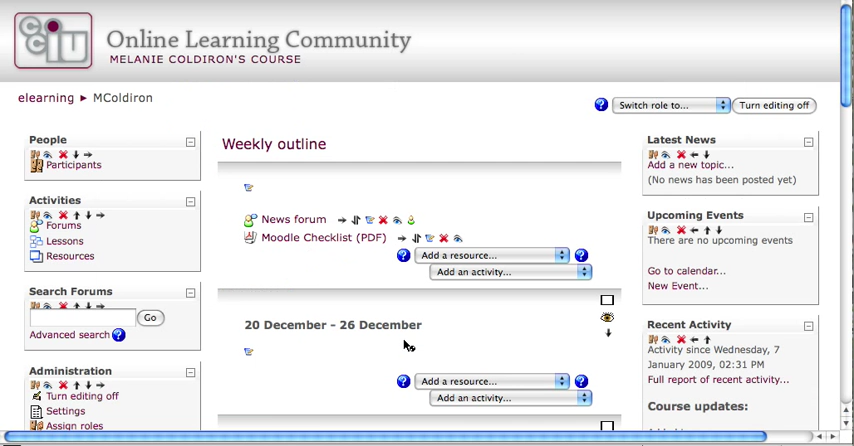 CCIU
Online Learning Community
MELANIE COLDIRON'S COURSE
elearning ► MColdiron
Switch role to...
Turn editing off
People
Participants
Activities
Forums
Lessons
Resources
Search Forums
Go
Advanced search
Administration
Turn editing off
Settings
Assign roles
Weekly outline
News forum
Moodle Checklist (PDF)
Add a resource...
Add an activity...
20 December - 26 December
Add a resource...
Add an activity...
Latest News
Add a new topic...
(No news has been posted yet)
Upcoming Events
There are no upcoming events
Go to calendar...
New Event...
Recent Activity
Activity since Wednesday, 7
January 2009, 02:31 PM
Full report of recent activity...
Course updates: